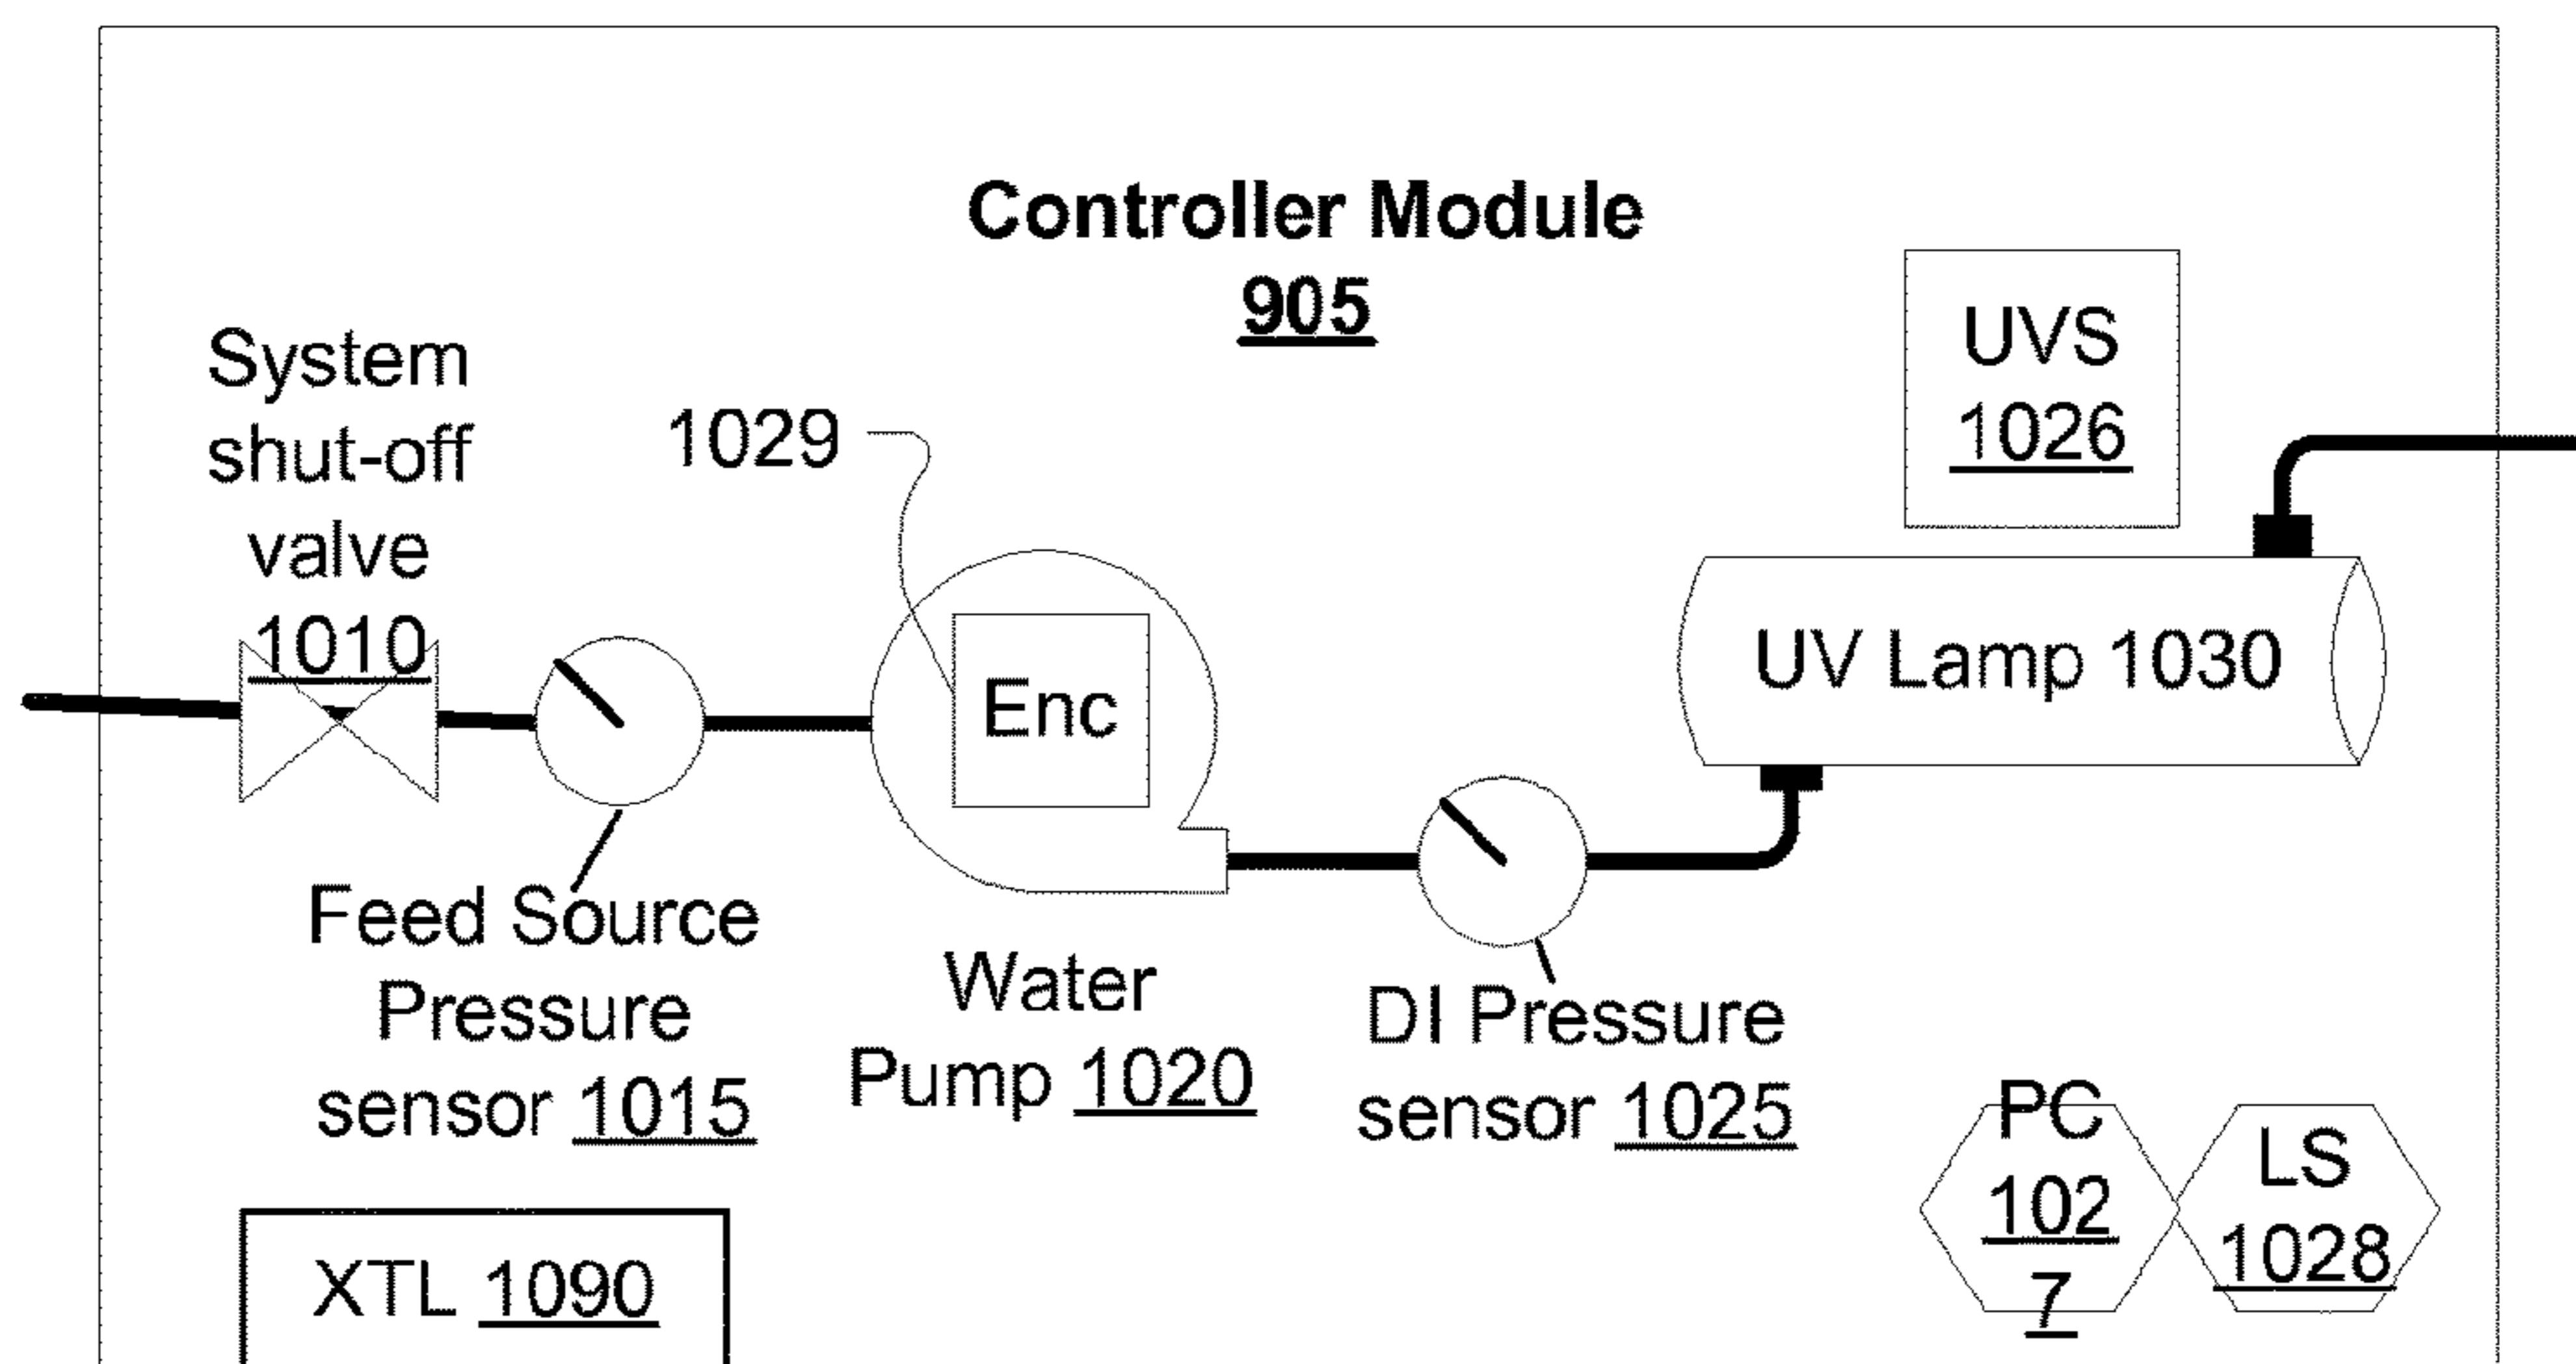 Controller Module
905
System
shut-off
valve
1010
1029
UVS
1026
Enc
UV Lamp 1030
Feed Source
Pressure
sensor 1015
Water
Pump 1020
DI Pressure
sensor 1025
PC
102
7
LS
1028
XTL 1090